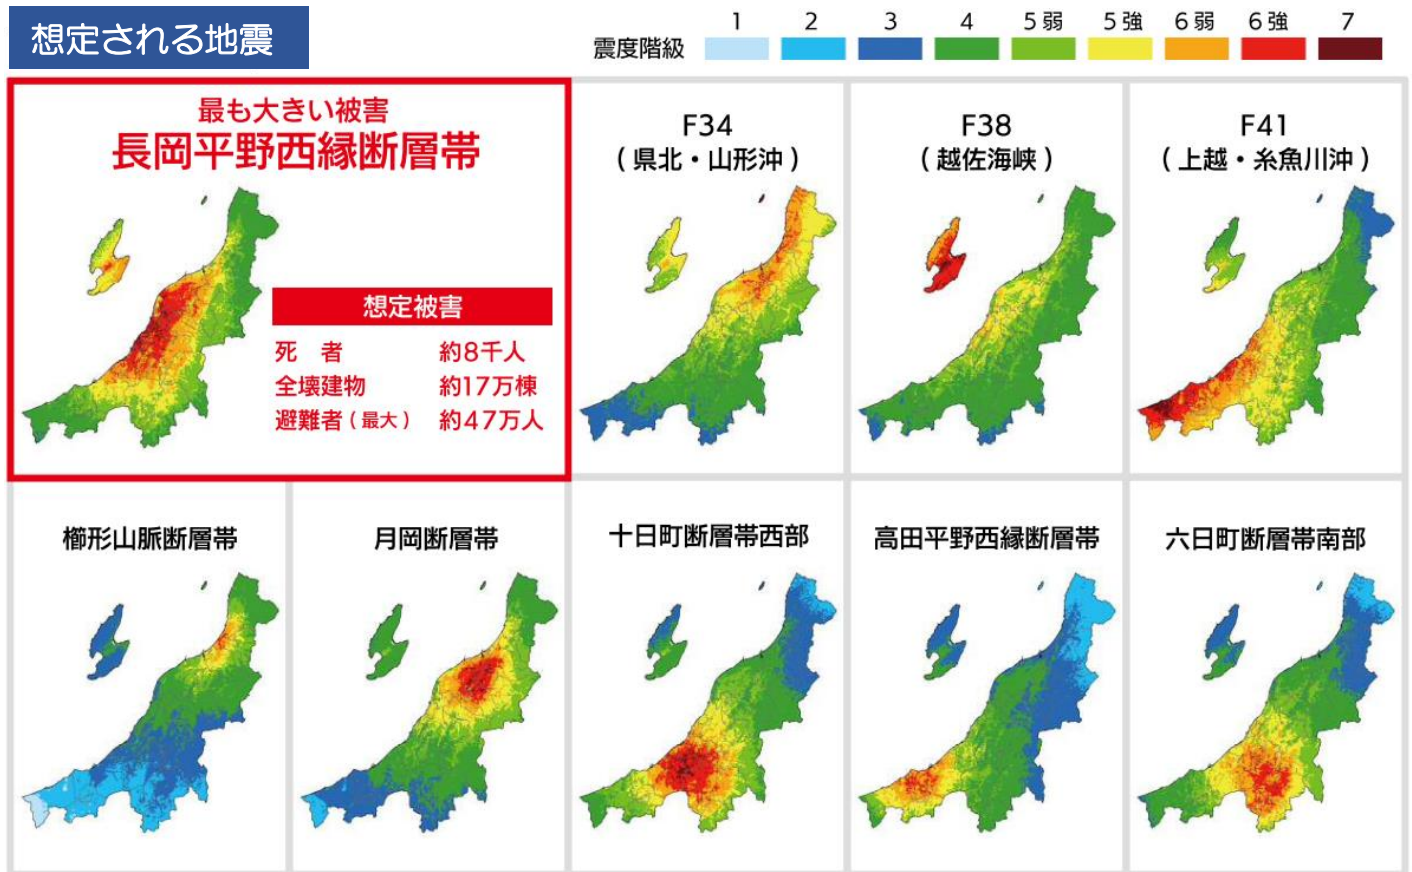 想定される地震
震度階級
1 2 3 4 5弱 5強 6弱 6強 7
最も大きい被害
長岡平野西縁断層帯
想定被害
死　者　約8千人
全壊建物　約17万棟
避難者(最大)　約47万人
F34
(県北・山形沖)
F38
(越佐海峡)
F41
(上越・糸魚川沖)
櫛形山脈断層帯
月岡断層帯
十日町断層帯西部
高田平野西縁断層帯
六日町断層帯南部